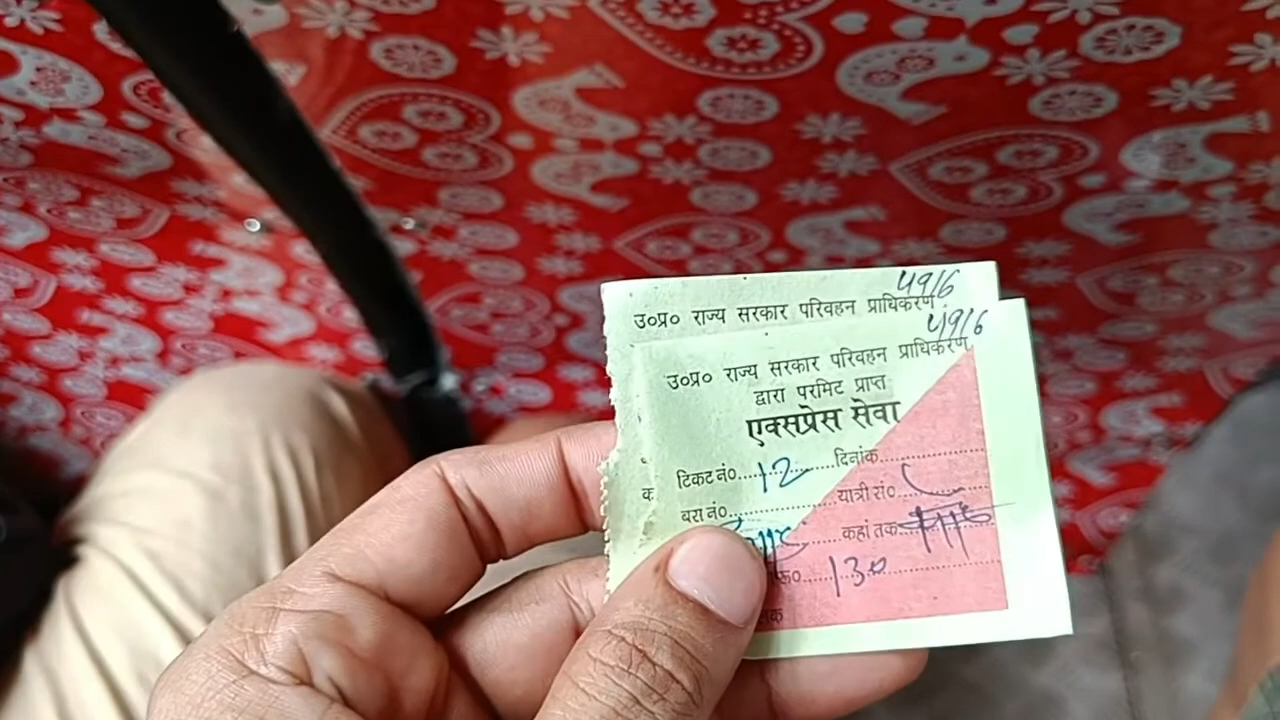 4916
उ०प्र० राज्य सरकार परिवहन प्राधिकरण
4916
उ०प्र० राज्य सरकार परिवहन प्राधिकरण
द्वारा परमिट प्राप्त
एक्सप्रेस सेवा
टिकट नं०....12.....दिनांक
बस नं०..................यात्री सं०
कहां तक
रू०.....130